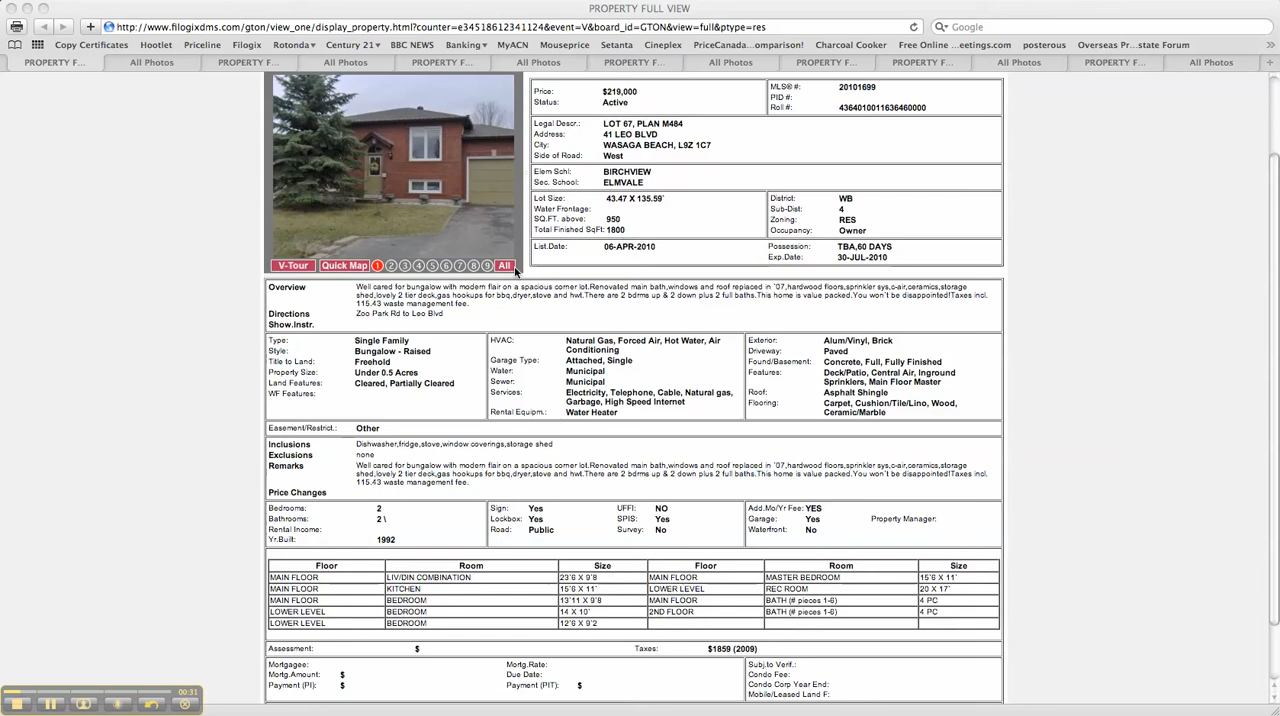 PROPERTY FULL VIEW
http://www.filogixdms.com/gton/view_one/display_property.html?counter=e34518612341124&event=V&board_id=GTON&view=full&ptype=res
Google
Copy Certificates Hotlet Priceline Filogix Rotonda Century 21 BBC NEWS Banking MyACN Mouseprice Setanta Cineplex PriceCanada...omparison! Charcoal Cooker Free Online ...eetings.com posterous Overseas Pr...state Forum
PROPERTY F... All Photos PROPERTY F... All Photos PROPERTY F... All Photos PROPERTY F... All Photos PROPERTY F... PROPERTY F... All Photos PROPERTY F... All Photos
Price: $219,000
Status: Active
MLS® #: 20101699
PID #:
Roll #: 4364010011636460000
Legal Descr.: LOT 67, PLAN M484
Address: 41 LEO BLVD
City: WASAGA BEACH, L9Z 1C7
Side of Road: West
Elem Schl: BIRCHVIEW
Sec. School: ELMVALE
Lot Size: 43.47 X 135.59'
Water Frontage:
SQ.FT. above: 950
Total Finished SqFt: 1800
District: WB
Sub-Dist: 4
Zoning: RES
Occupancy: Owner
List.Date: 06-APR-2010
Possession: TBA,60 DAYS
Exp.Date: 30-JUL-2010
V-Tour Quick Map 1 2 3 4 5 6 7 8 9 All
Overview Well cared for bungalow with modern flair on a spacious corner lot.Renovated main bath,windows and roof replaced in '07,hardwood floors,sprinkler sys,c-air,ceramics,storage
shed,lovely 2 tier deck,gas hookups for bbq,dryer,stove and hwt.There are 2 bdrms up & 2 down plus 2 full baths.This home is value packed.You won't be disappointed!Taxes incl.
115.43 waste management fee.
Directions Zoo Park Rd to Leo Blvd
Show.Instr.
Type: Single Family
Style: Bungalow - Raised
Title to Land: Freehold
Property Size: Under 0.5 Acres
Land Features: Cleared, Partially Cleared
WF Features:
HVAC: Natural Gas, Forced Air, Hot Water, Air
Conditioning
Garage Type: Attached, Single
Water: Municipal
Sewer: Municipal
Services: Electricity, Telephone, Cable, Natural gas,
Garbage, High Speed Internet
Rental Equipm.: Water Heater
Exterior: Alum/Vinyl, Brick
Driveway: Paved
Found/Basement: Concrete, Full, Fully Finished
Features: Deck/Patio, Central Air, Inground
Sprinklers, Main Floor Master
Roof: Asphalt Shingle
Flooring: Carpet, Cushion/Tile/Lino, Wood,
Ceramic/Marble
Easement/Restrict.: Other
Inclusions Dishwasher,fridge,stove,window coverings,storage shed
Exclusions none
Remarks Well cared for bungalow with modern flair on a spacious corner lot.Renovated main bath,windows and roof replaced in '07,hardwood floors,sprinkler sys,c-air,ceramics,storage
shed,lovely 2 tier deck,gas hookups for bbq,dryer,stove and hwt.There are 2 bdrms up & 2 down plus 2 full baths.This home is value packed.You won't be disappointed!Taxes incl.
115.43 waste management fee.
Price Changes
Bedrooms: 2
Bathrooms: 2 \
Rental Income:
Yr.Built: 1992
Sign: Yes UFFI: NO
Lockbox: Yes SPIS: Yes
Road: Public Survey: No
Add.Mo/Yr Fee: YES
Garage: Yes Property Manager:
Waterfront: No
Floor Room Size Floor Room Size
MAIN FLOOR LIV/DIN COMBINATION 23'6 X 9'8 MAIN FLOOR MASTER BEDROOM 15'6 X 11'
MAIN FLOOR KITCHEN 15'6 X 11' LOWER LEVEL REC ROOM 20 X 17'
MAIN FLOOR BEDROOM 13'11 X 9'8 MAIN FLOOR BATH (# pieces 1-6) 4 PC
LOWER LEVEL BEDROOM 14 X 10' 2ND FLOOR BATH (# pieces 1-6) 4 PC
LOWER LEVEL BEDROOM 12'6 X 9'2
Assessment: $ Taxes: $1859 (2009)
Mortgagee: Mortg.Rate: Subj.to Verif.:
Mortg.Amount: $ Due Date: Condo Fee:
Payment (PI): $ Payment (PIT): $ Condo Corp Year End:
Mobile/Leased Land F:
00:31